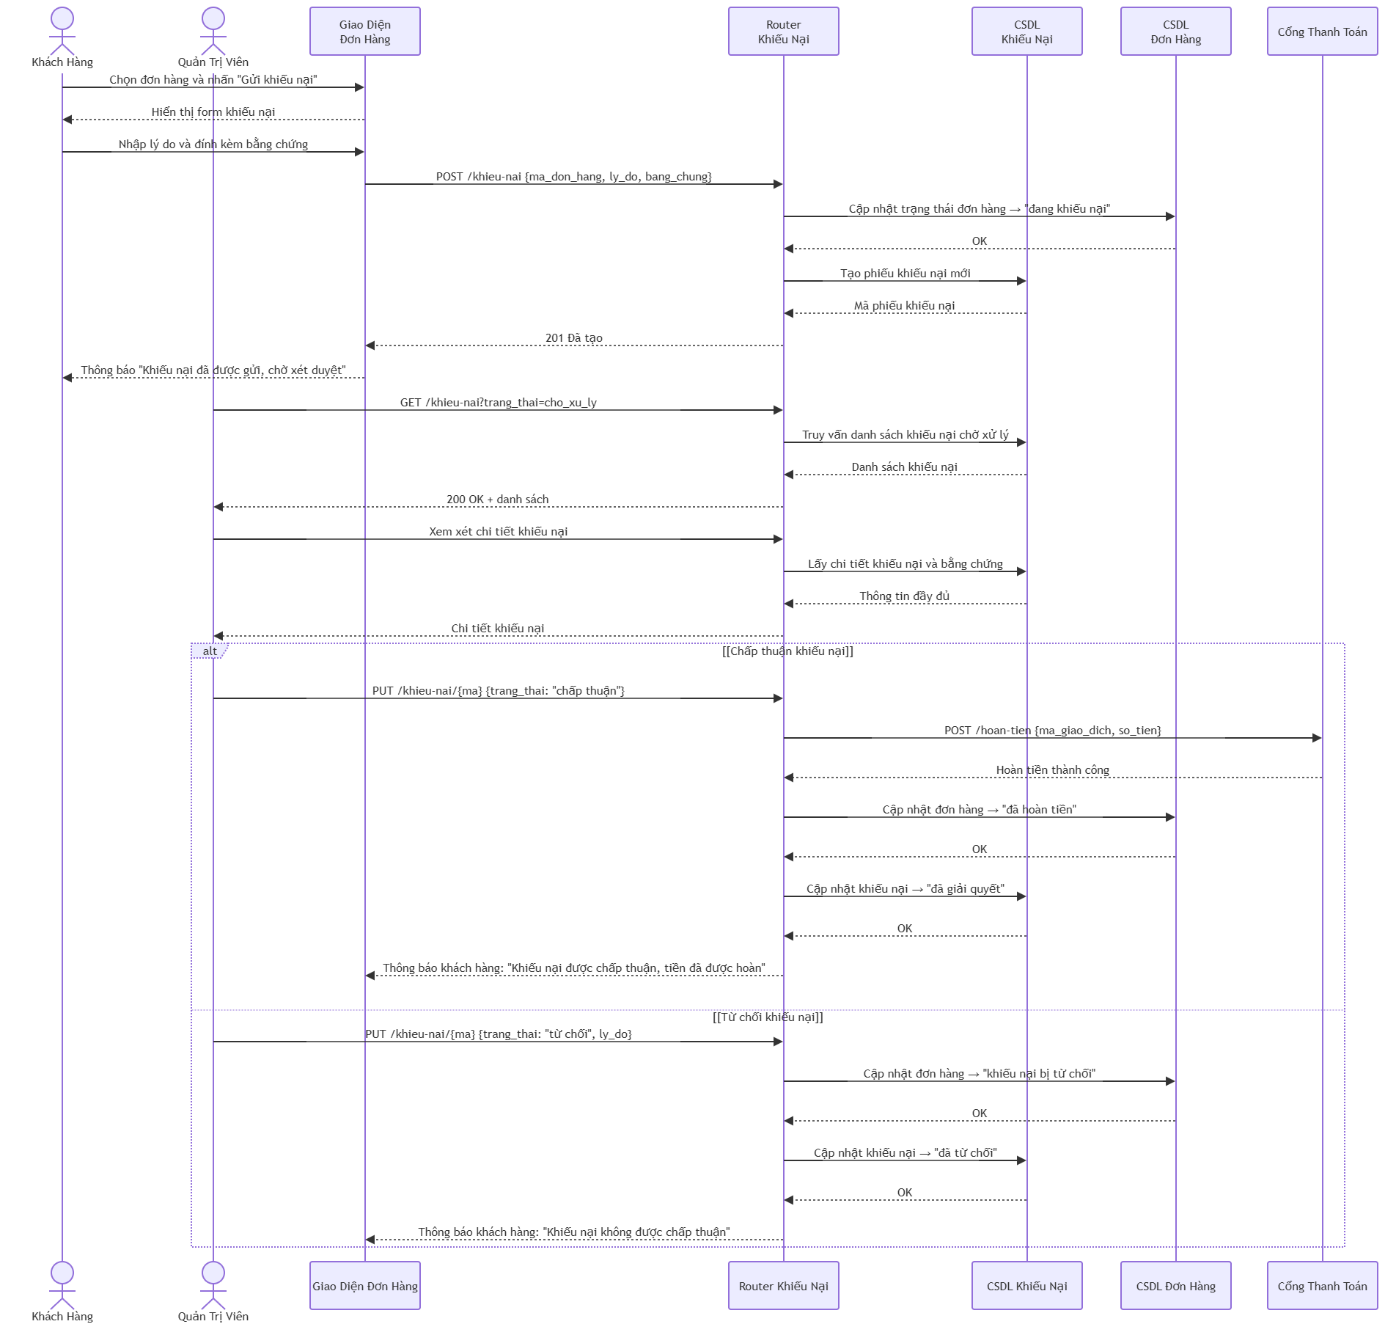 Khách Hàng
Quản Trị Viên
Giao Diện
Đơn Hàng
Router
Khiếu Nại
CSDL
Khiếu Nại
CSDL
Đơn Hàng
Cổng Thanh Toán
Chọn đơn hàng và nhấn "Gửi khiếu nại"
Hiển thị form khiếu nại
Nhập lý do và đính kèm bằng chứng
POST /khieu-nai {ma_don_hang, ly_do, bang_chung}
Cập nhật trạng thái đơn hàng → "đang khiếu nại"
OK
Tạo phiếu khiếu nại mới
Mã phiếu khiếu nại
201 Đã tạo
Thông báo "Khiếu nại đã được gửi, chờ xét duyệt"
GET /khieu-nai?trang_thai=cho_xu_ly
Truy vấn danh sách khiếu nại chờ xử lý
Danh sách khiếu nại
200 OK + danh sách
Xem xét chi tiết khiếu nại
Lấy chi tiết khiếu nại và bằng chứng
Thông tin đầy đủ
Chi tiết khiếu nại
alt
[[Chấp thuận khiếu nại]]
PUT /khieu-nai/{ma} {trang_thai: "chấp thuận"}
POST /hoan-tien {ma_giao_dich, so_tien}
Hoàn tiền thành công
Cập nhật đơn hàng → "đã hoàn tiền"
OK
Cập nhật khiếu nại → "đã giải quyết"
OK
Thông báo khách hàng: "Khiếu nại được chấp thuận, tiền đã được hoàn"
[[Từ chối khiếu nại]]
PUT /khieu-nai/{ma} {trang_thai: "từ chối", ly_do}
Cập nhật đơn hàng → "khiếu nại bị từ chối"
OK
Cập nhật khiếu nại → "đã từ chối"
OK
Thông báo khách hàng: "Khiếu nại không được chấp thuận"
Khách Hàng
Quản Trị Viên
Giao Diện Đơn Hàng
Router Khiếu Nại
CSDL Khiếu Nại
CSDL Đơn Hàng
Cổng Thanh Toán